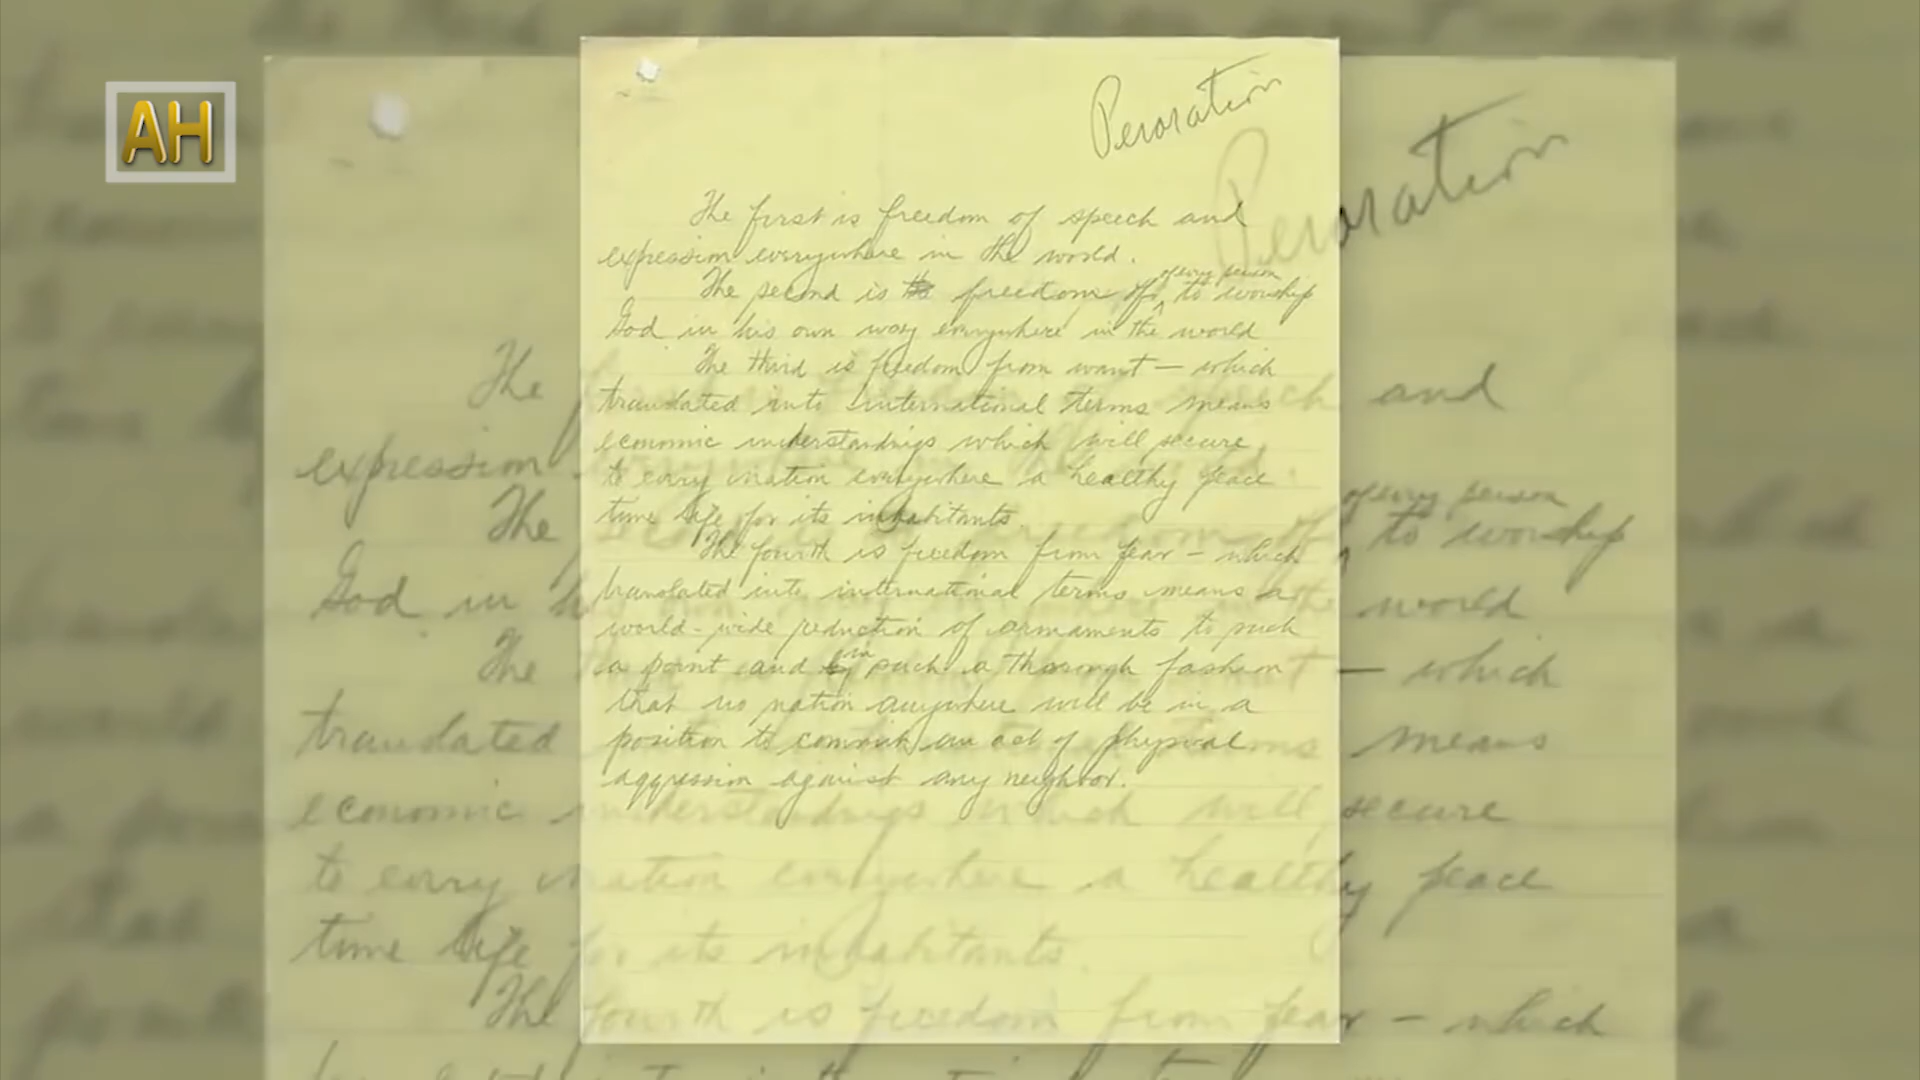 AH
Peroration
The first is freedom of speech and
expression everywhere in the world.
of every person
The second is the freedom of to worship
God in his own way everywhere in the world
The third is freedom from want — which
translated into international terms means
economic understandings which will secure
to every nation everywhere a healthy peace
time life for its inhabitants.
The fourth is freedom from fear — which
translated into international terms means a
world-wide reduction of armaments to such
a point and in such a thorough fashion
that no nation anywhere will be in a
position to commit an act of physical
aggression against any neighbor.